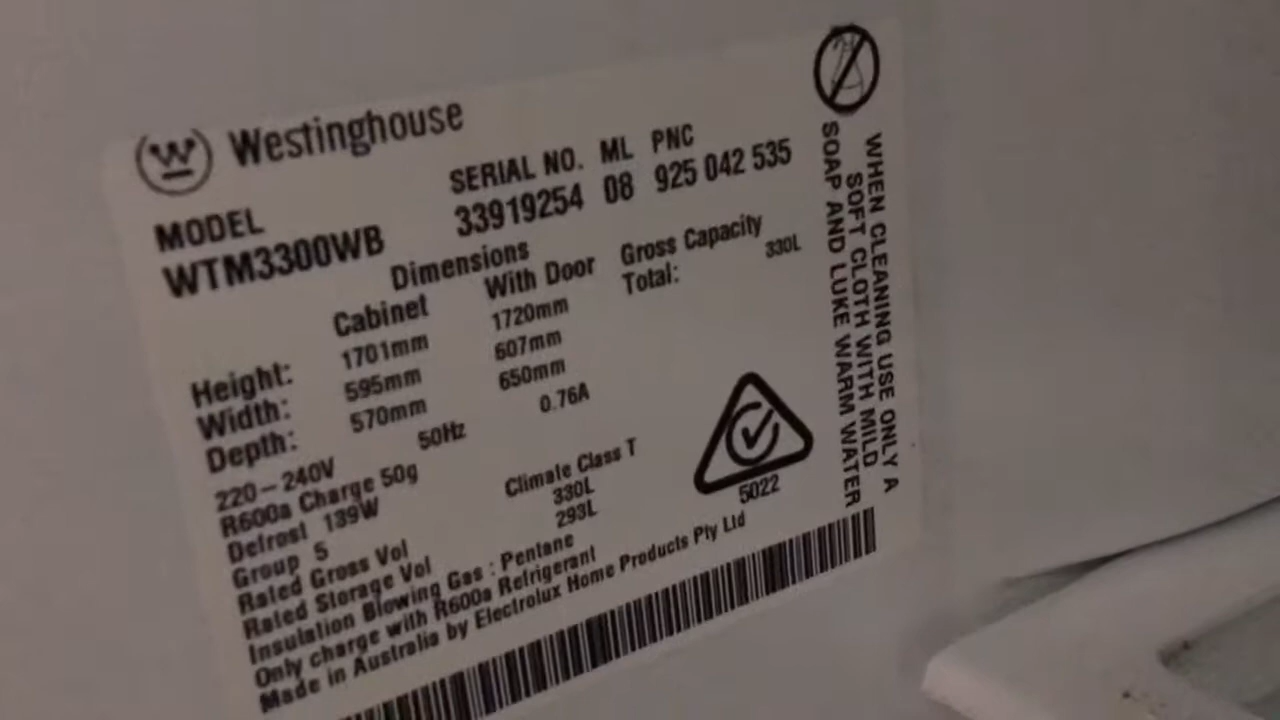 Westinghouse
MODEL SERIAL NO. ML PNC
WTM3300WB 33919254 08 925 042 535
Dimensions Gross Capacity
Cabinet With Door Total: 330L
Height: 1701mm 1720mm
Width: 595mm 607mm
Depth: 570mm 650mm
220-240V 50Hz 0.76A
R600a Charge 50g
Defrost 139W Climate Class T
Group 5
Rated Gross Vol 330L
Rated Storage Vol 293L
Insulation Blowing Gas : Pentane
Only charge with R600a Refrigerant
Made in Australia by Electrolux Home Products Pty Ltd
5022
WHEN CLEANING USE ONLY A
SOFT CLOTH WITH MILD
SOAP AND LUKE WARM WATER